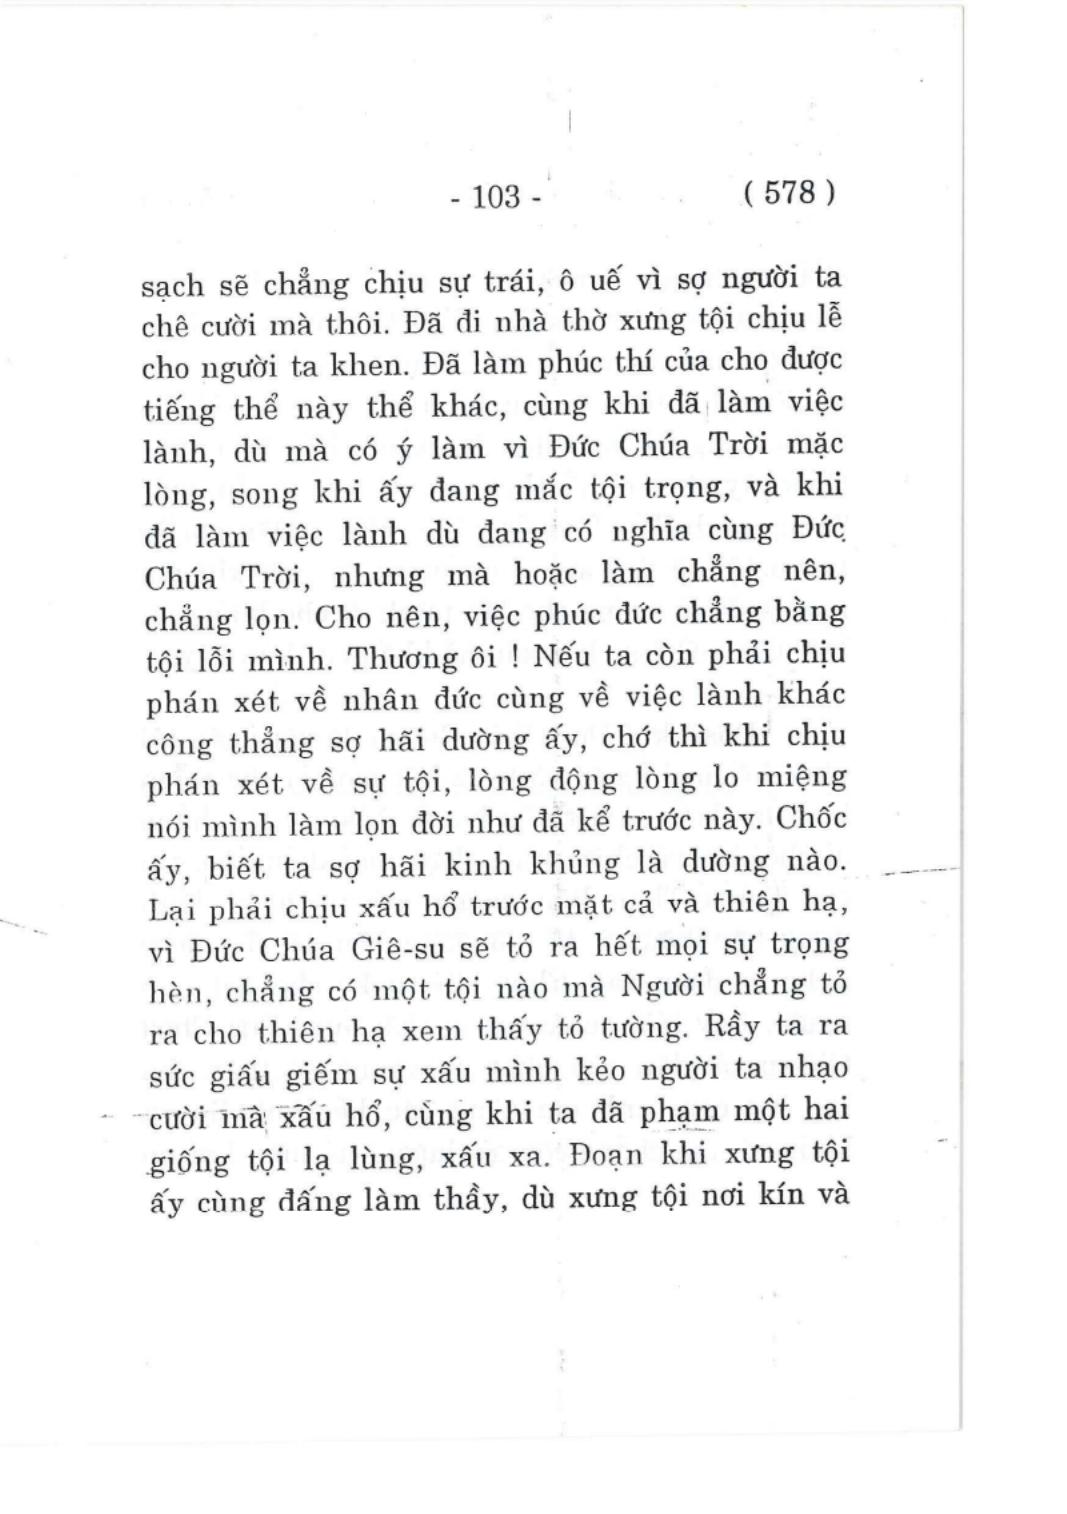 - 103 - ( 578 )
sạch sẽ chẳng chịu sự trái, ô uế vì sợ người ta
chê cười mà thôi. Đã đi nhà thờ xưng tội chịu lễ
cho người ta khen. Đã làm phúc thí của cho được
tiếng thể này thể khác, cùng khi đã làm việc
lành, dù mà có ý làm vì Đức Chúa Trời mặc
lòng, song khi ấy đang mắc tội trọng, và khi
đã làm việc lành dù đang có nghĩa cùng Đức
Chúa Trời, nhưng mà hoặc làm chẳng nên,
chẳng lọn. Cho nên, việc phúc đức chẳng bằng
tội lỗi mình. Thương ôi ! Nếu ta còn phải chịu
phán xét về nhân đức cùng về việc lành khác
công thẳng sợ hãi dường ấy, chớ thì khi chịu
phán xét về sự tội, lòng động lòng lo miệng
nói mình làm lọn đời như đã kể trước này. Chốc
ấy, biết ta sợ hãi kinh khủng là dường nào.
Lại phải chịu xấu hổ trước mặt cả và thiên hạ,
vì Đức Chúa Giê-su sẽ tỏ ra hết mọi sự trọng
hèn, chẳng có một tội nào mà Người chẳng tỏ
ra cho thiên hạ xem thấy tỏ tường. Rầy ta ra
sức giấu giếm sự xấu mình kẻo người ta nhạo
cười mà xấu hổ, cùng khi ta đã phạm một hai
giống tội lạ lùng, xấu xa. Đoạn khi xưng tội
ấy cùng đấng làm thầy, dù xưng tội nơi kín và